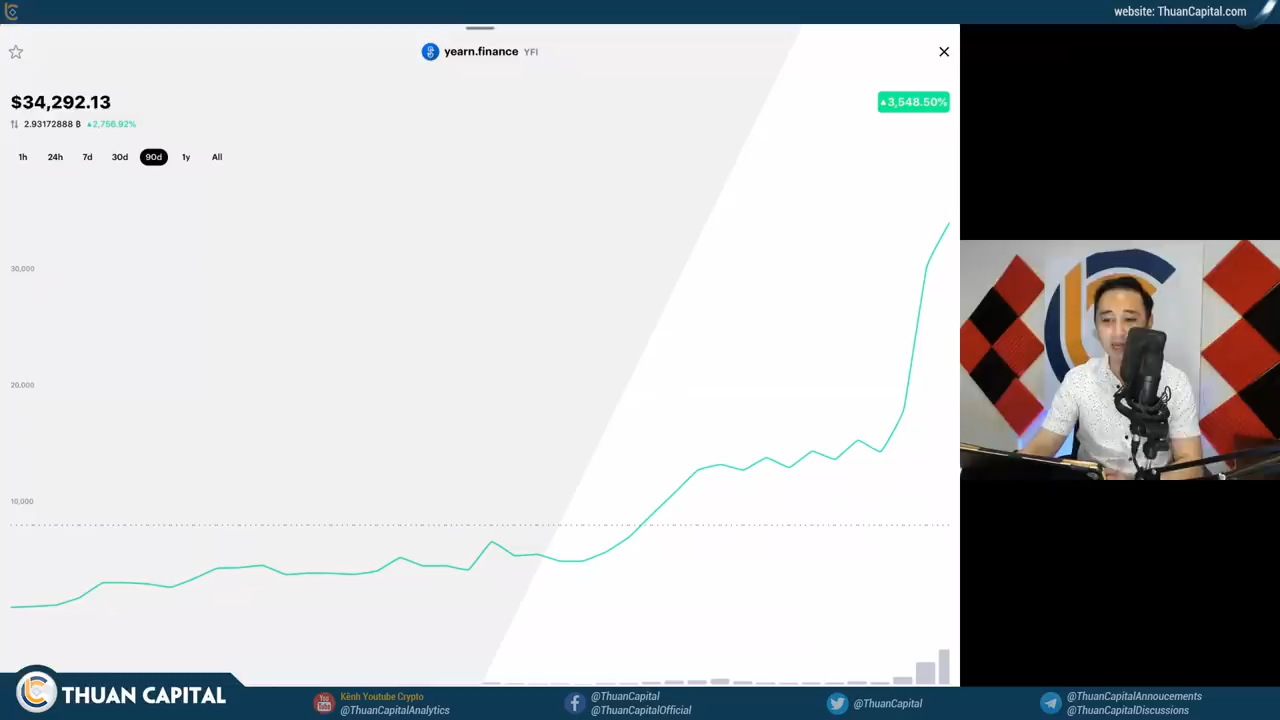 website: ThuanCapital.com
yearn.finance YFI
$34,292.13
▲3,548.50%
2.93172888 B ▲2,756.92%
1h 24h 7d 30d 90d 1y All
30,000
20,000
10,000
THUAN CAPITAL
You Tube
Kênh Youtube Crypto
@ThuanCapitalAnalytics
@ThuanCapital
@ThuanCapitalOfficial
@ThuanCapital
@ThuanCapitalAnnoucements
@ThuanCapitalDiscussions